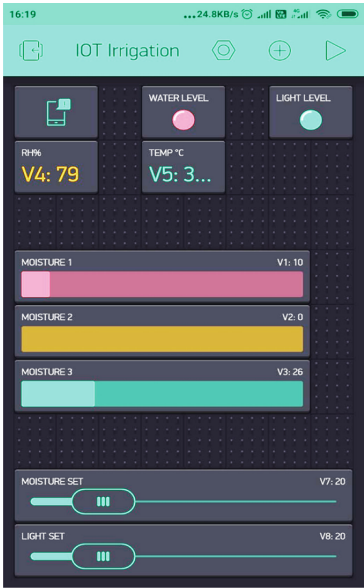 16:19 ...24.8KB/s 4G
IOT Irrigation
WATER LEVEL LIGHT LEVEL
RH% TEMP °C
V4: 79 V5: 3...
MOISTURE 1 V1: 10
MOISTURE 2 V2: 0
MOISTURE 3 V3: 26
MOISTURE SET V7: 20
LIGHT SET V8: 20